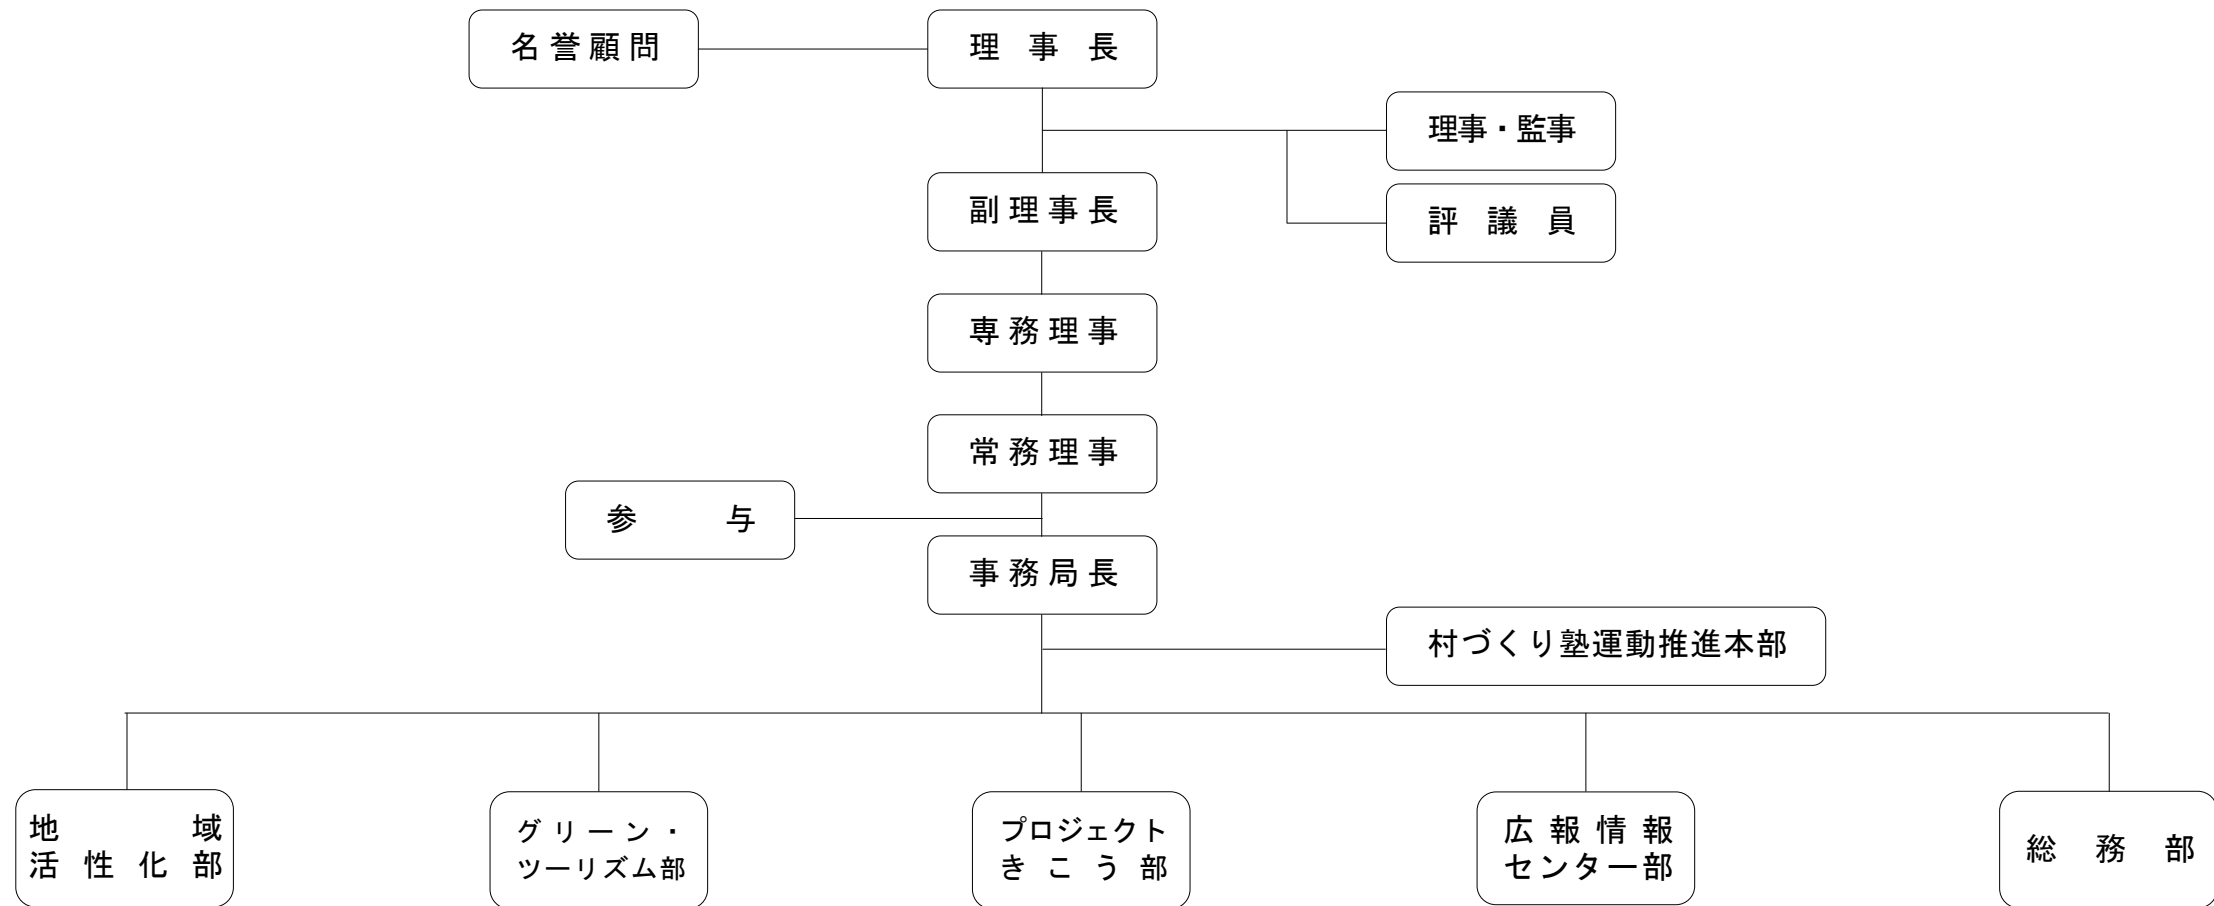 名誉顧問
理事長
理事・監事
副理事長
評議員
専務理事
常務理事
参与
事務局長
村づくり塾運動推進本部
地域
活性化部
グリーン・
ツーリズム部
プロジェクト
きこう部
広報情報
センター部
総務部